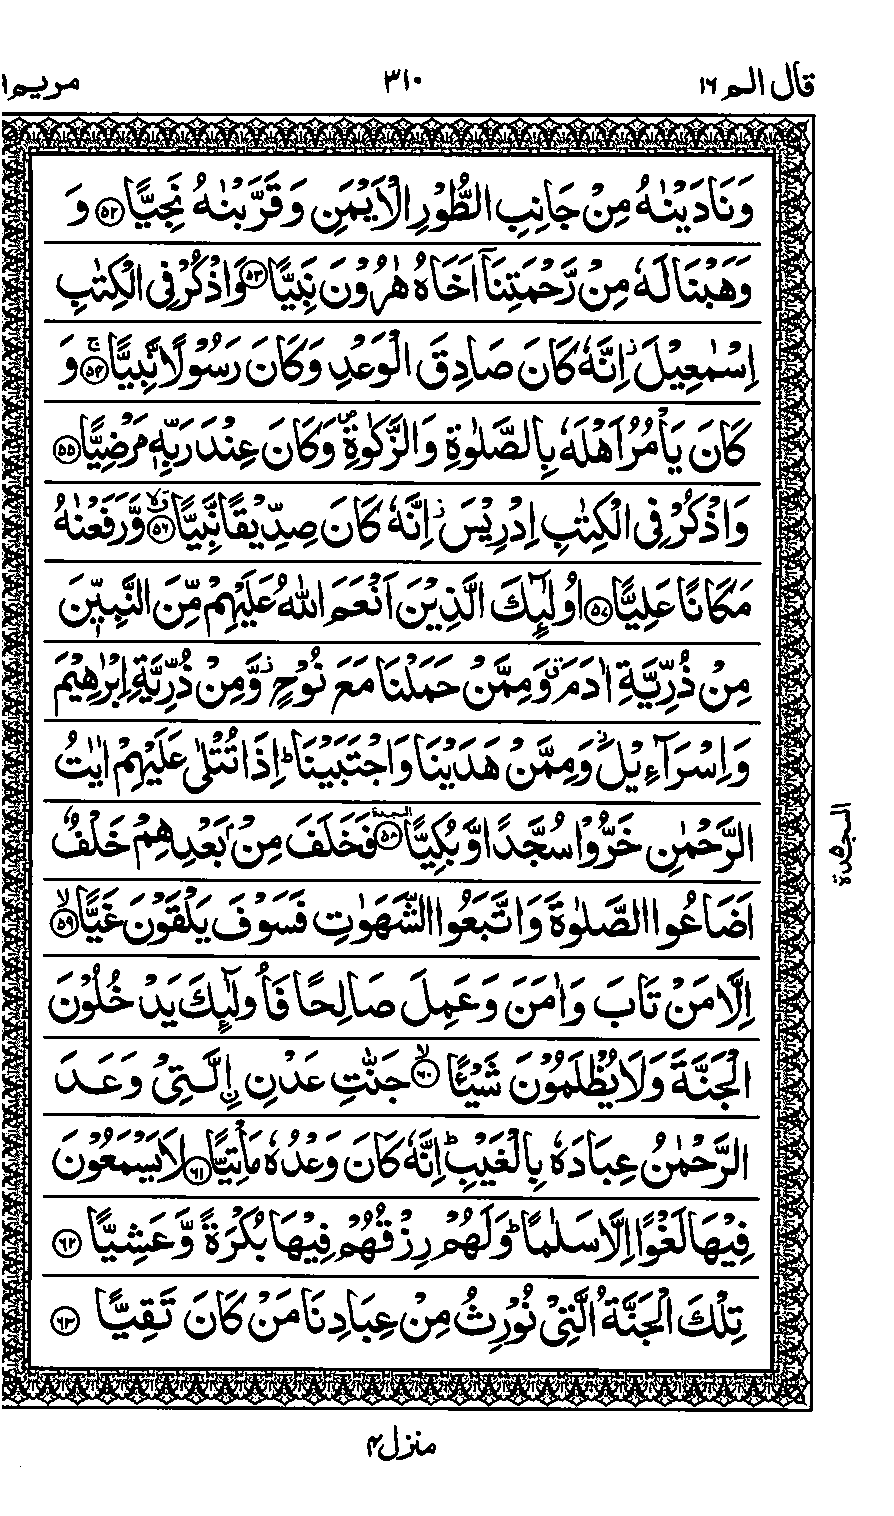 قال الم ١٦ ٣١٠ مريم ١
وَنَادَيْنٰهُ مِنْ جَانِبِ الطُّوْرِ الْاَيْمَنِ وَقَرَّبْنٰهُ نَجِيًّا ﴿٥٢﴾ وَ
وَهَبْنَا لَهٗ مِنْ رَّحْمَتِنَاۤ اَخَاهُ هٰرُوْنَ نَبِيًّا ﴿٥٣﴾ وَاذْكُرْ فِى الْكِتٰبِ
اِسْمٰعِيْلَ ؗ اِنَّهٗ كَانَ صَادِقَ الْوَعْدِ وَكَانَ رَسُوْلًا نَّبِيًّا ۚ ﴿٥٤﴾ وَ
كَانَ يَاْمُرُ اَهْلَهٗ بِالصَّلٰوةِ وَالزَّكٰوةِ ۪ وَكَانَ عِنْدَ رَبِّهٖ مَرْضِيًّا ﴿٥٥﴾
وَاذْكُرْ فِى الْكِتٰبِ اِدْرِيْسَ ؗ اِنَّهٗ كَانَ صِدِّيْقًا نَّبِيًّا ﴿٥٦﴾ وَّرَفَعْنٰهُ
مَكَانًا عَلِيًّا ﴿٥٧﴾ اُولٰٓئِكَ الَّذِيْنَ اَنْعَمَ اللّٰهُ عَلَيْهِمْ مِّنَ النَّبِيّٖنَ
مِنْ ذُرِّيَّةِ اٰدَمَ ۗ وَمِمَّنْ حَمَلْنَا مَعَ نُوْحٍ ؗ وَّمِنْ ذُرِّيَّةِ اِبْرٰهِيْمَ
وَاِسْرَآءِيْلَ ؗ وَمِمَّنْ هَدَيْنَا وَاجْتَبَيْنَا ؕ اِذَا تُتْلٰى عَلَيْهِمْ اٰيٰتُ
الرَّحْمٰنِ خَرُّوْا سُجَّدًا وَّبُكِيًّا ﴿٥٨﴾ السجدة فَخَلَفَ مِنْۢ بَعْدِهِمْ خَلْفٌ
السجدة
اَضَاعُوا الصَّلٰوةَ وَاتَّبَعُوا الشَّهَوٰتِ فَسَوْفَ يَلْقَوْنَ غَيًّا ۙ ﴿٥٩﴾
اِلَّا مَنْ تَابَ وَاٰمَنَ وَعَمِلَ صَالِحًا فَاُولٰٓئِكَ يَدْخُلُوْنَ
الْجَنَّةَ وَلَا يُظْلَمُوْنَ شَيْـًٔا ۙ ﴿٦٠﴾ جَنّٰتِ عَدْنِ ۨالَّتِىْ وَعَدَ
الرَّحْمٰنُ عِبَادَهٗ بِالْغَيْبِ ؕ اِنَّهٗ كَانَ وَعْدُهٗ مَاْتِيًّا ﴿٦١﴾ لَا يَسْمَعُوْنَ
فِيْهَا لَغْوًا اِلَّا سَلٰمًا ؕ وَلَهُمْ رِزْقُهُمْ فِيْهَا بُكْرَةً وَّعَشِيًّا ﴿٦٢﴾
تِلْكَ الْجَنَّةُ الَّتِىْ نُوْرِثُ مِنْ عِبَادِنَا مَنْ كَانَ تَقِيًّا ﴿٦٣﴾
منزل ٤